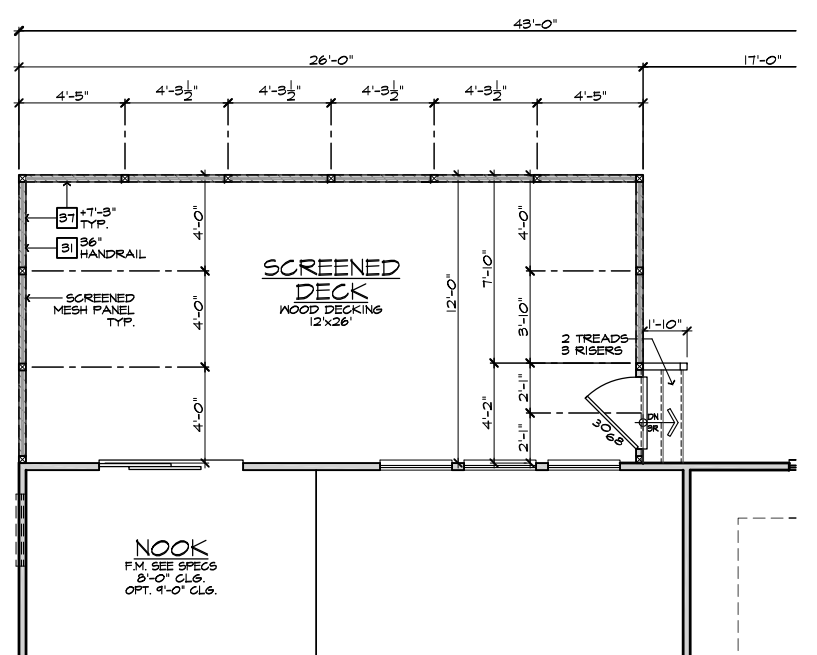 43'-0"
26'-0"
17'-0"
4'-5"
4'-3½"
4'-3½"
4'-3½"
4'-3½"
4'-5"
37
+7'-3"
TYP.
31
36"
HANDRAIL
SCREENED
MESH PANEL
TYP.
4'-0"
4'-0"
4'-0"
SCREENED
DECK
WOOD DECKING
12'x26'
12'-0"
7'-10"
4'-2"
4'-0"
3'-10"
2'-1"
2'-1"
1'-10"
2 TREADS
3 RISERS
3068
DN
3R
NOOK
F.M. SEE SPECS
8'-0" CLG.
OPT. 9'-0" CLG.